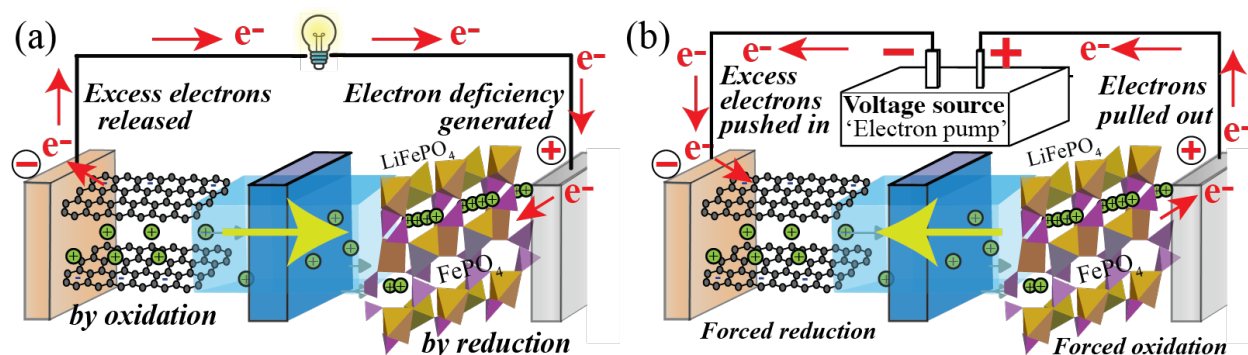 (a)
e-
e-
e-
e-
Excess electrons
released
Electron deficiency
generated
LiFePO4
−
e-
+
e-
FePO4
by oxidation
by reduction
(b)
e-
−
+
e-
e-
e-
Excess
electrons
pushed in
Voltage source
'Electron pump'
Electrons
pulled out
LiFePO4
−
e-
+
e-
FePO4
Forced reduction
Forced oxidation